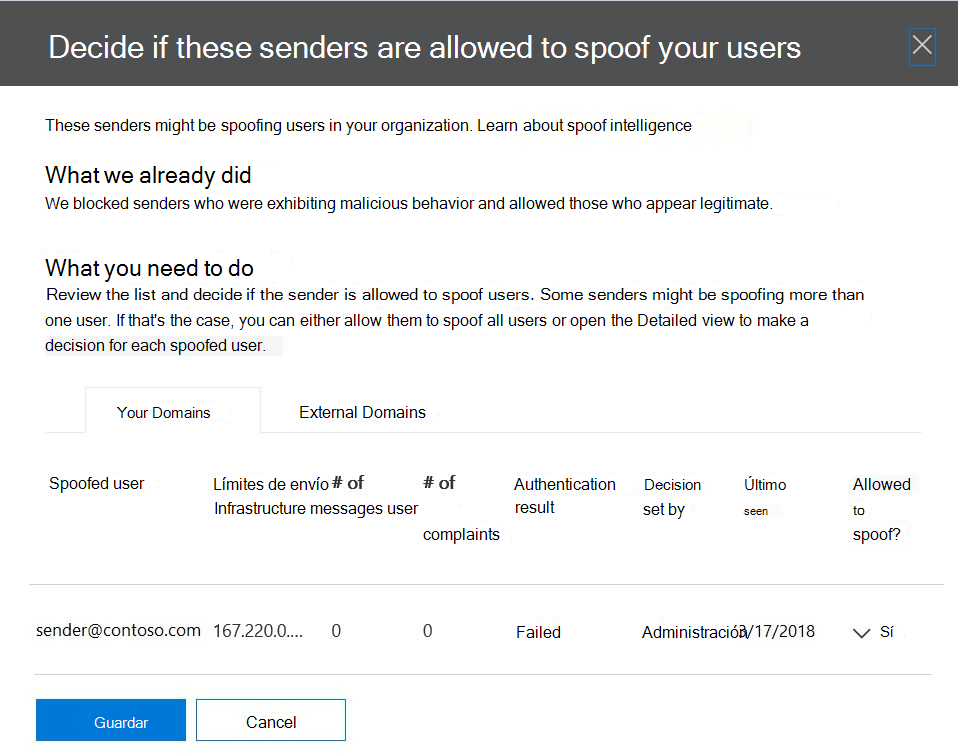 Decide if these senders are allowed to spoof your users
These senders might be spoofing users in your organization. Learn about spoof intelligence
What we already did
We blocked senders who were exhibiting malicious behavior and allowed those who appear legitimate.
What you need to do
Review the list and decide if the sender is allowed to spoof users. Some senders might be spoofing more than
one user. If that's the case, you can either allow them to spoof all users or open the Detailed view to make a
decision for each spoofed user.
Your Domains External Domains
Spoofed user Límites de envío # of # of Authentication Decision Último Allowed
Infrastructure messages user result set by seen to
complaints spoof?
sender@contoso.com 167.220.0.... 0 0 Failed Administración 3/17/2018 Sí
Guardar Cancel